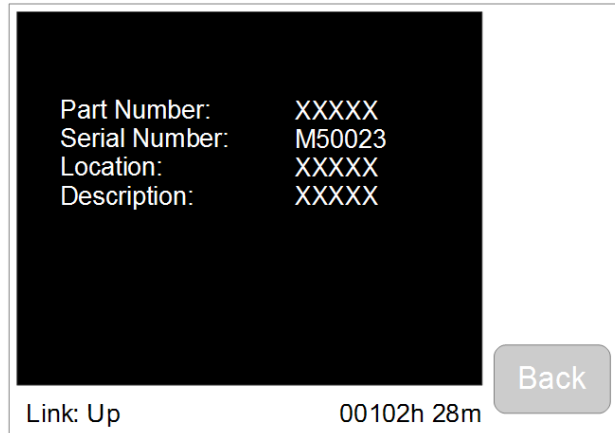 Part Number: XXXXX
Serial Number: M50023
Location: XXXXX
Description: XXXXX
Back
Link: Up 00102h 28m